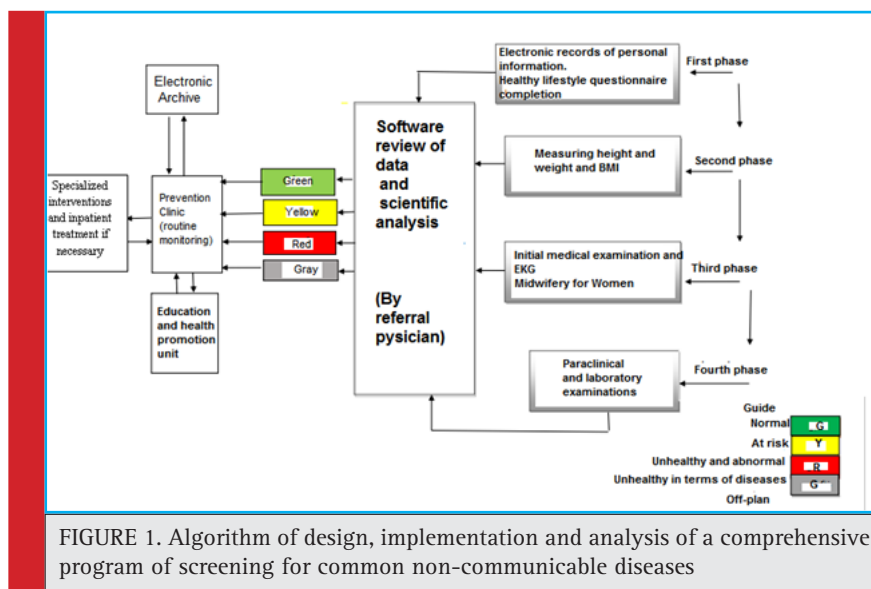 Electronic records of personal
information.
Healthy lifestyle questionnaire
completion
First phase
Electronic
Archive
Software
review of
data
and
scientific
analysis
(By
referral
pysician)
Measuring height and
weight and BMI
Second phase
Specialized
interventions
and inpatient
treatment if
necessary
Prevention
Clinic
(routine
monitoring)
Green
Yellow
Red
Gray
Initial medical examination and
EKG
Midwifery for Women
Third phase
Education
and health
promotion
unit
Paraclinical
and laboratory
examinations
Fourth phase
Guide
Normal
G
At risk
Y
Unhealthy and abnormal
R
Unhealthy in terms of diseases
G
Off-plan
FIGURE 1. Algorithm of design, implementation and analysis of a comprehensive
program of screening for common non-communicable diseases